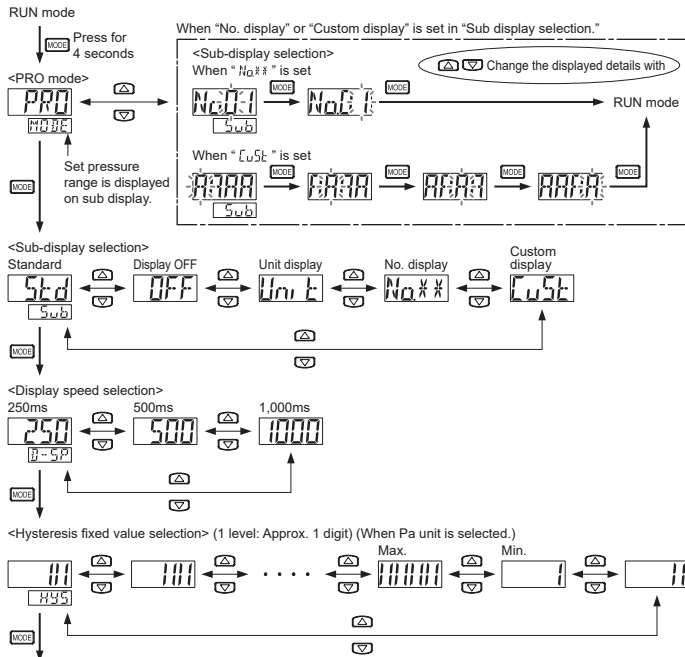 RUN mode
MODE Press for 4 seconds
<PRO mode>
PRO
MODE
Set pressure range is displayed on sub display.
MODE
When "No. display" or "Custom display" is set in "Sub display selection."
<Sub-display selection>
When "No.**" is set
Change the displayed details with
No.01
Sub
MODE
No.01
MODE
RUN mode
When "CuSt" is set
Sub
MODE
MODE
MODE
MODE
<Sub-display selection>
Standard
Display OFF
Unit display
No. display
Custom display
Std
OFF
Unit
No.**
CuSt
Sub
MODE
<Display speed selection>
250ms
500ms
1,000ms
250
500
1000
D-SP
MODE
<Hysteresis fixed value selection> (1 level: Approx. 1 digit) (When Pa unit is selected.)
Max.
Min.
HYS
MODE